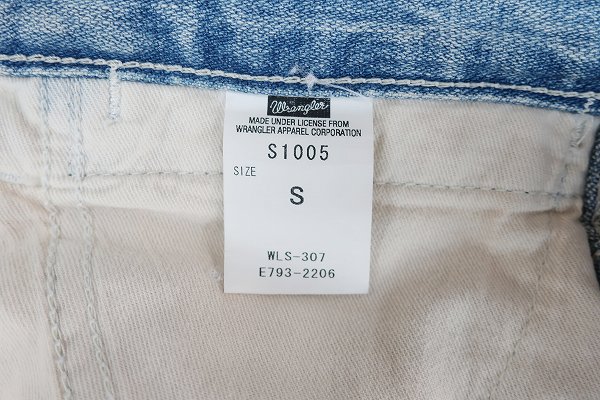 Wrangler
MADE UNDER LICENSE FROM
WRANGLER APPAREL CORPORATION
S1005
SIZE
S
WLS-307
E793-2206